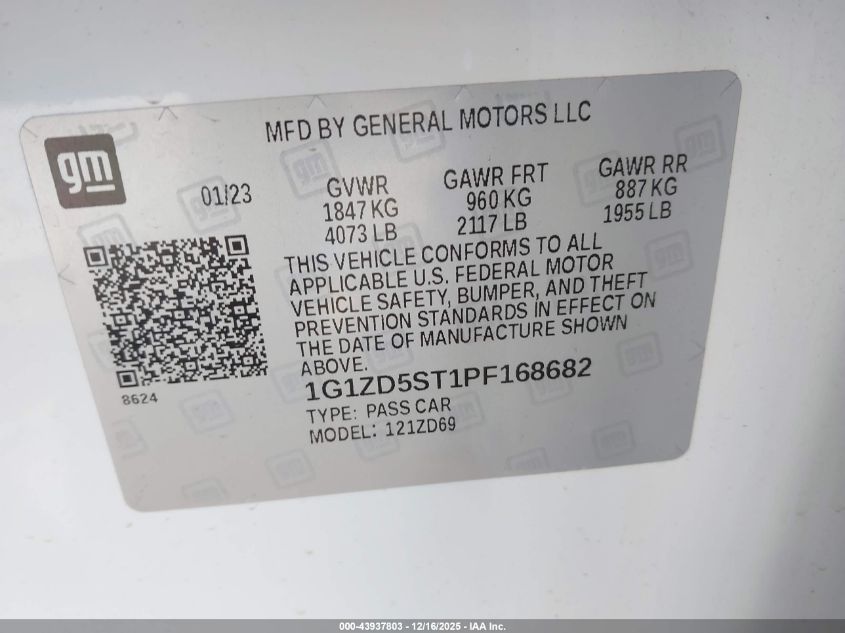 gm
MFD BY GENERAL MOTORS LLC
01/23
GVWR
1847 KG
4073 LB
GAWR FRT
960 KG
2117 LB
GAWR RR
887 KG
1955 LB
THIS VEHICLE CONFORMS TO ALL
APPLICABLE U.S. FEDERAL MOTOR
VEHICLE SAFETY, BUMPER, AND THEFT
PREVENTION STANDARDS IN EFFECT ON
THE DATE OF MANUFACTURE SHOWN
ABOVE.
8624
1G1ZD5ST1PF168682
TYPE: PASS CAR
MODEL: 121ZD69
000-43937803 - 12/16/2025 - IAA Inc.